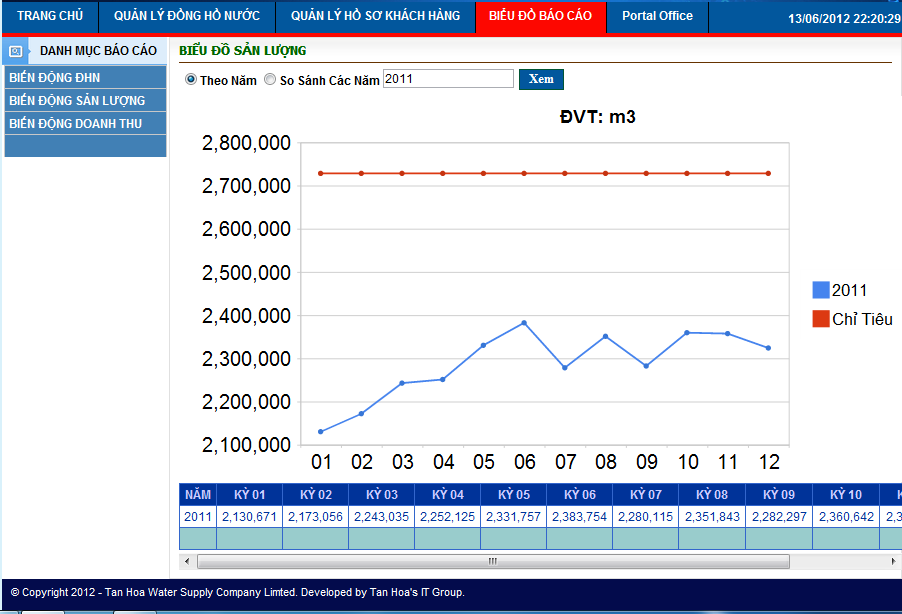 TRANG CHỦ QUẢN LÝ ĐỒNG HỒ NƯỚC QUẢN LÝ HỒ SƠ KHÁCH HÀNG BIỂU ĐỒ BÁO CÁO Portal Office 13/06/2012 22:20:29
DANH MỤC BÁO CÁO
BIẾN ĐỘNG ĐHN
BIẾN ĐỘNG SẢN LƯỢNG
BIẾN ĐỘNG DOANH THU
BIỂU ĐỒ SẢN LƯỢNG
Theo Năm So Sánh Các Năm 2011 Xem
ĐVT: m3
2,800,000
2,700,000
2,600,000
2,500,000
2,400,000
2,300,000
2,200,000
2,100,000
01 02 03 04 05 06 07 08 09 10 11 12
2011
Chỉ Tiêu
NĂM KỲ 01 KỲ 02 KỲ 03 KỲ 04 KỲ 05 KỲ 06 KỲ 07 KỲ 08 KỲ 09 KỲ 10
2011 2,130,671 2,173,056 2,243,035 2,252,125 2,331,757 2,383,754 2,280,115 2,351,843 2,282,297 2,360,642 2,3
© Copyright 2012 - Tan Hoa Water Supply Company Limted. Developed by Tan Hoa's IT Group.